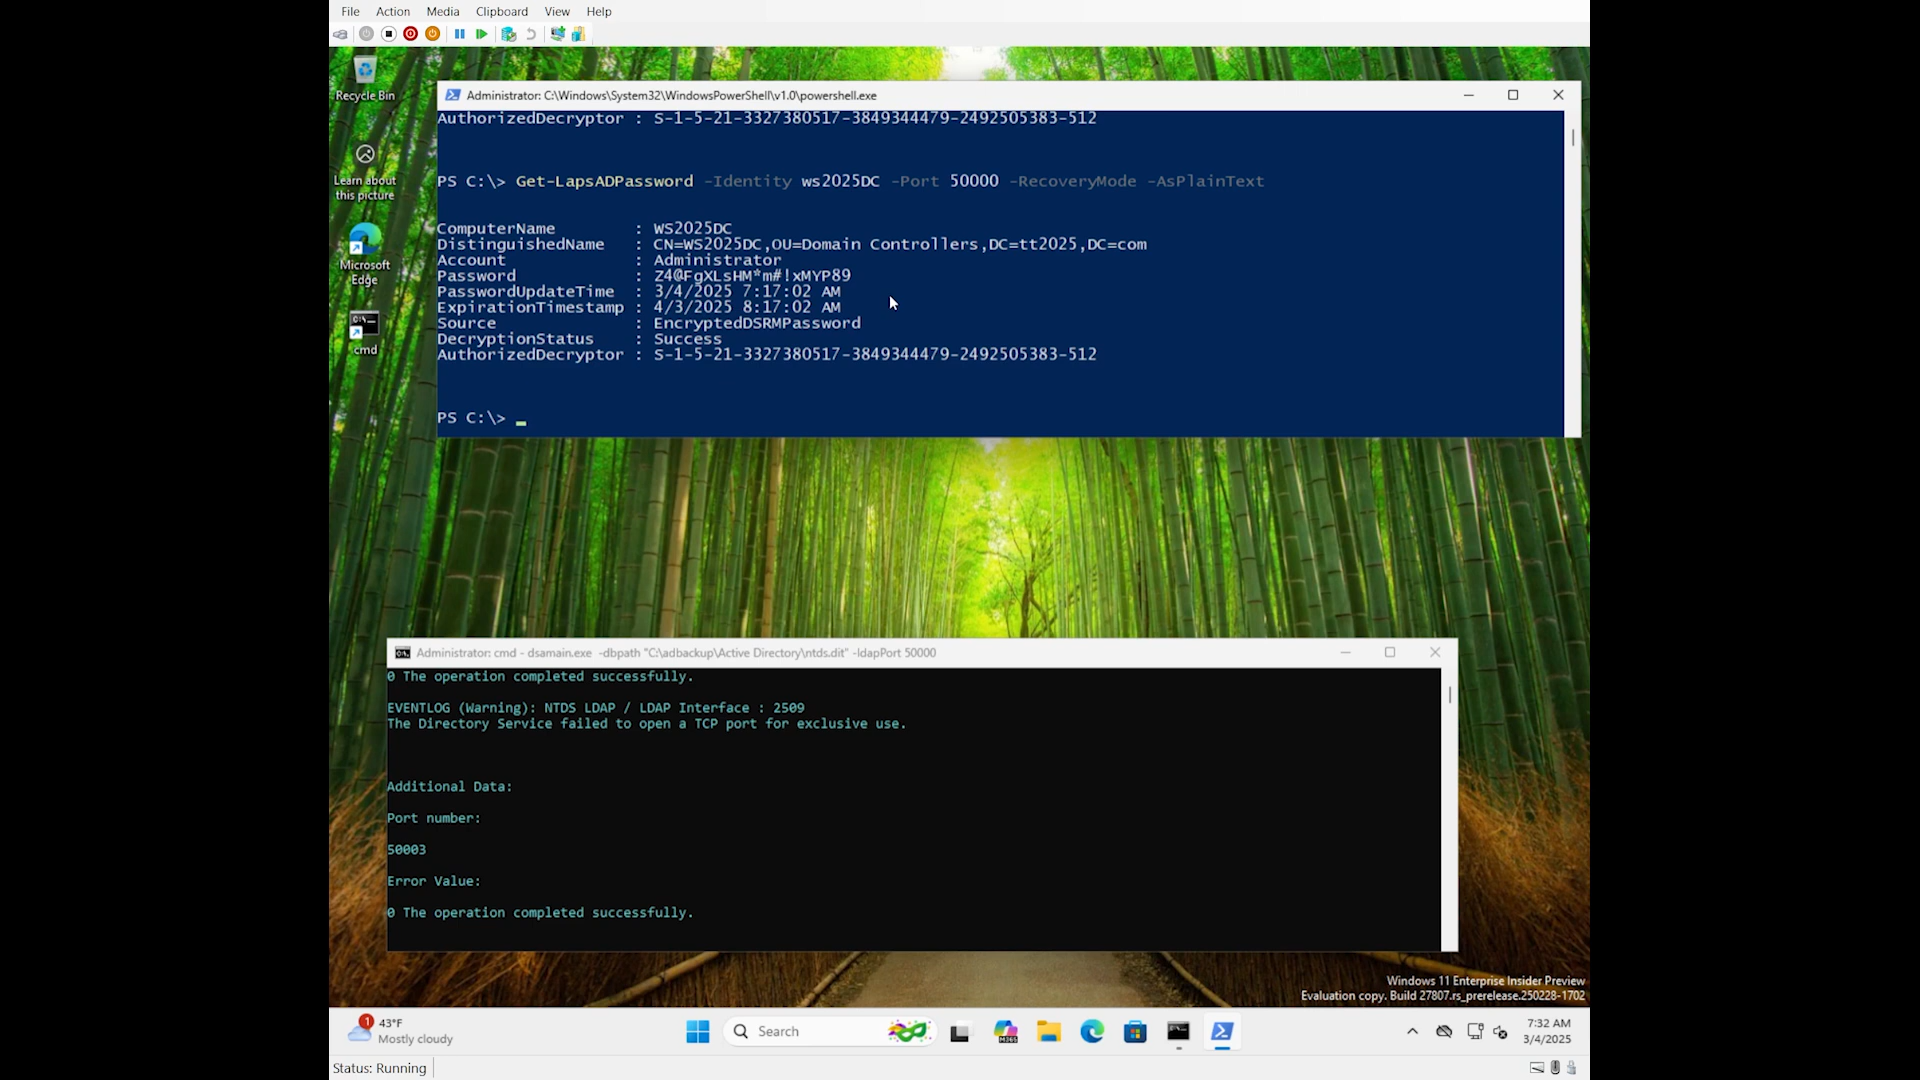 File Action Media Clipboard View Help
Recycle Bin
Learn about
this picture
Microsoft
Edge
cmd
Administrator: C:\Windows\System32\WindowsPowerShell\v1.0\powershell.exe
AuthorizedDecryptor : S-1-5-21-3327380517-3849344479-2492505383-512
PS C:\> Get-LapsADPassword -Identity ws2025DC -Port 50000 -RecoveryMode -AsPlainText
ComputerName : WS2025DC
DistinguishedName : CN=WS2025DC,OU=Domain Controllers,DC=tt2025,DC=com
Account : Administrator
Password : Z4@FgXLsHM*m#!xMYP89
PasswordUpdateTime : 3/4/2025 7:17:02 AM
ExpirationTimestamp : 4/3/2025 8:17:02 AM
Source : EncryptedDSRMPassword
DecryptionStatus : Success
AuthorizedDecryptor : S-1-5-21-3327380517-3849344479-2492505383-512
PS C:\> _
Administrator: cmd - dsamain.exe -dbpath "C:\adbackup\Active Directory\ntds.dit" -ldapPort 50000
0 The operation completed successfully.
EVENTLOG (Warning): NTDS LDAP / LDAP Interface : 2509
The Directory Service failed to open a TCP port for exclusive use.
Additional Data:
Port number:
50003
Error Value:
0 The operation completed successfully.
Windows 11 Enterprise Insider Preview
Evaluation copy. Build 27807.rs_prerelease.250228-1702
1
43°F
Mostly cloudy
Search
M365
7:32 AM
3/4/2025
Status: Running